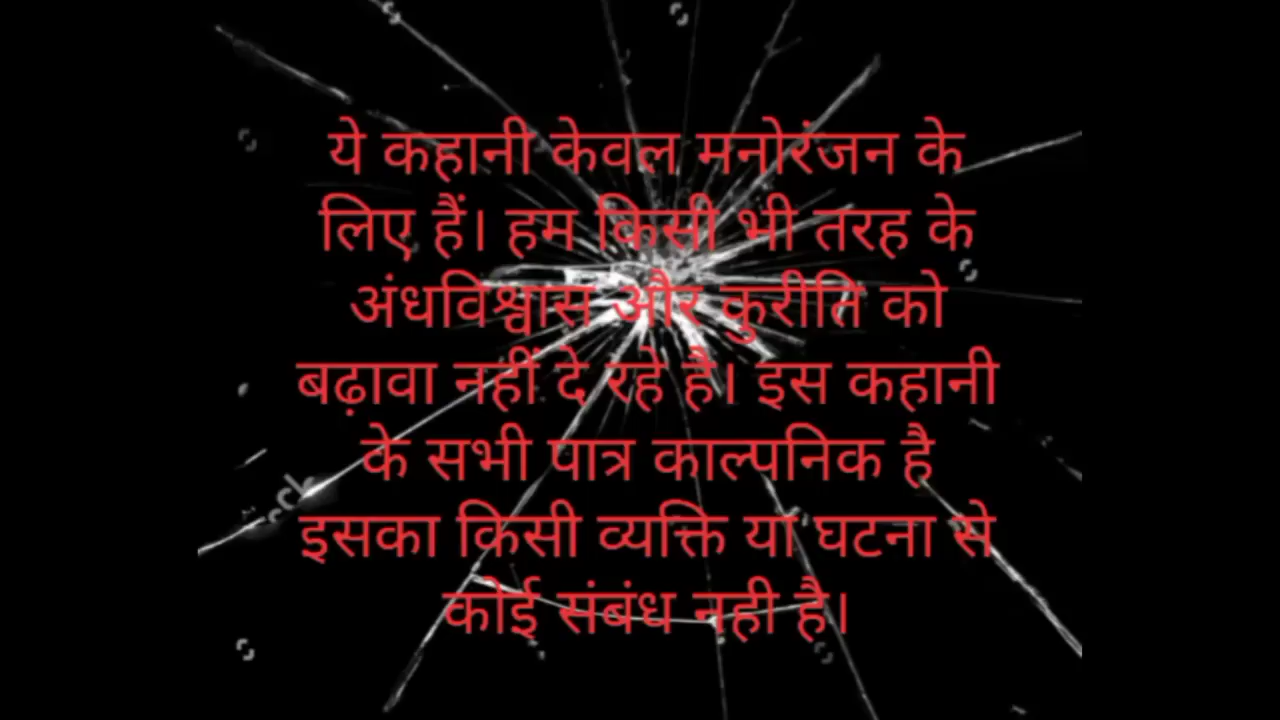 ये कहानी केवल मनोरंजन के
लिए हैं। हम किसी भी तरह के
अंधविश्वास और कुरीति को
बढ़ावा नहीं दे रहे हैं। इस कहानी
के सभी पात्र काल्पनिक है
इसका किसी व्यक्ति या घटना से
कोई संबंध नही है।